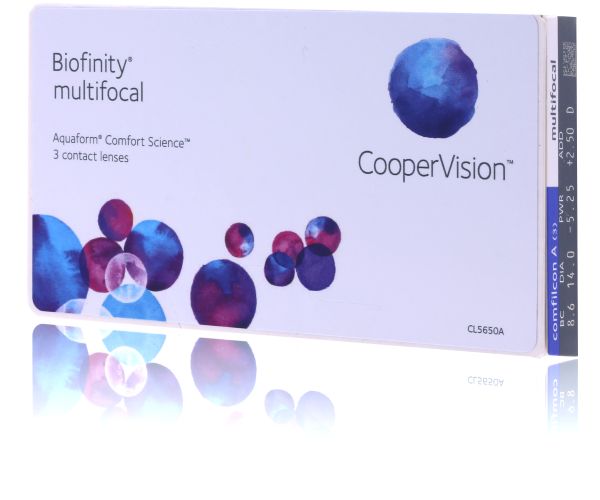 Biofinity®
multifocal
Aquaform® Comfort Science™
3 contact lenses
CooperVision™
CL5650A
comfilcon A (3) multifocal
BC DIA PWR ADD
8.6 14.0 -5.25 +2.50 D